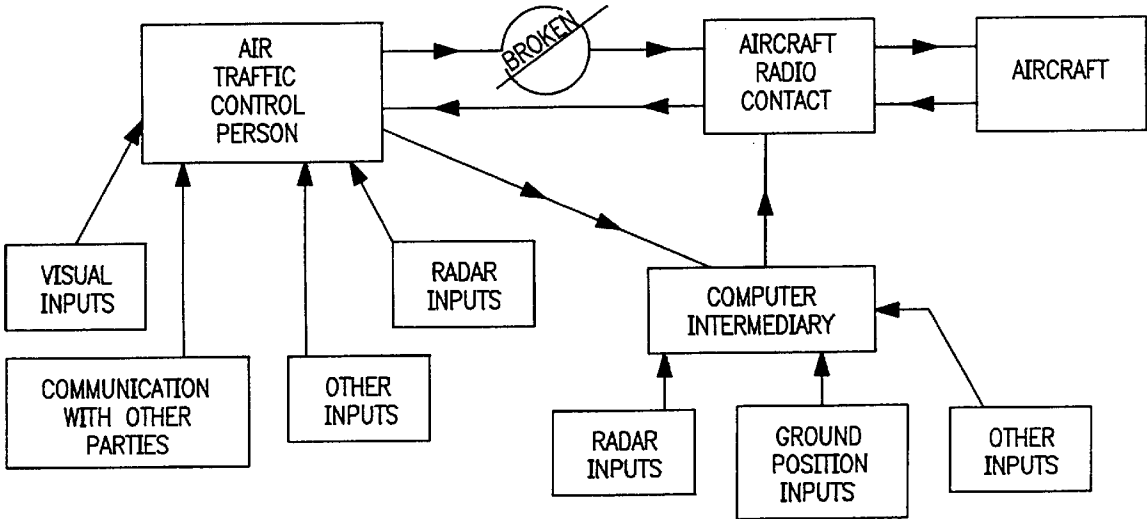 AIR
TRAFFIC
CONTROL
PERSON
BROKEN
AIRCRAFT
RADIO
CONTACT
AIRCRAFT
VISUAL
INPUTS
RADAR
INPUTS
COMMUNICATION
WITH OTHER
PARTIES
OTHER
INPUTS
COMPUTER
INTERMEDIARY
RADAR
INPUTS
GROUND
POSITION
INPUTS
OTHER
INPUTS